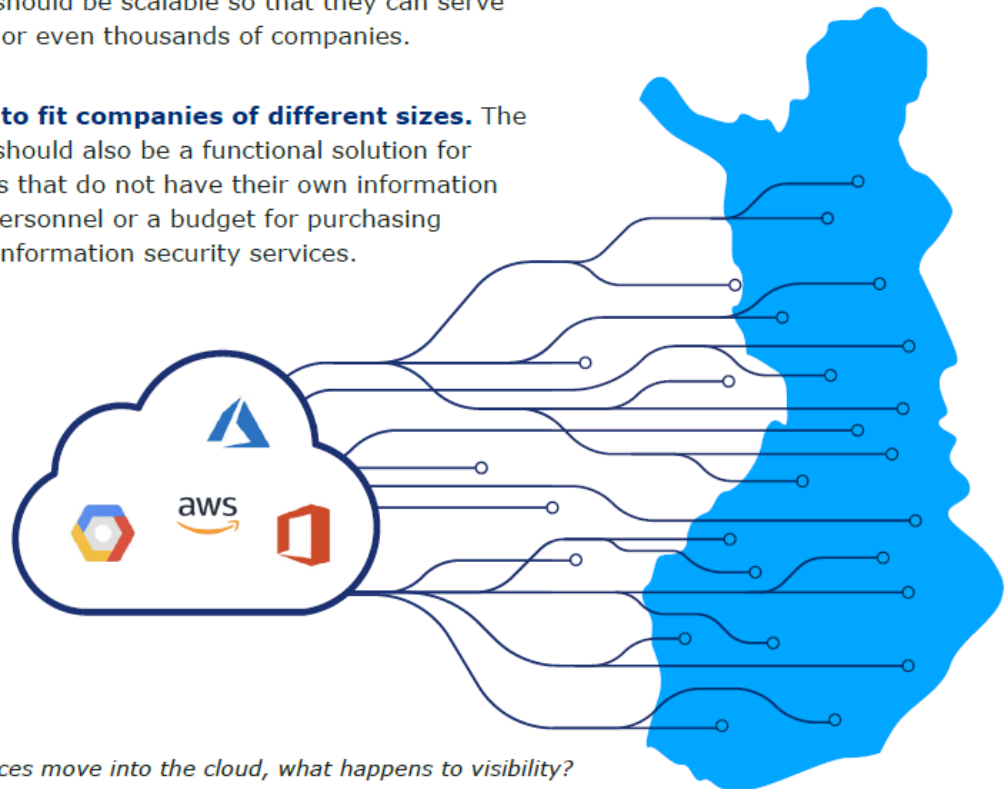 should be scalable so that they can serve
or even thousands of companies.
to fit companies of different sizes. The
should also be a functional solution for
s that do not have their own information
ersonnel or a budget for purchasing
nformation security services.
aws
ces move into the cloud, what happens to visibility?